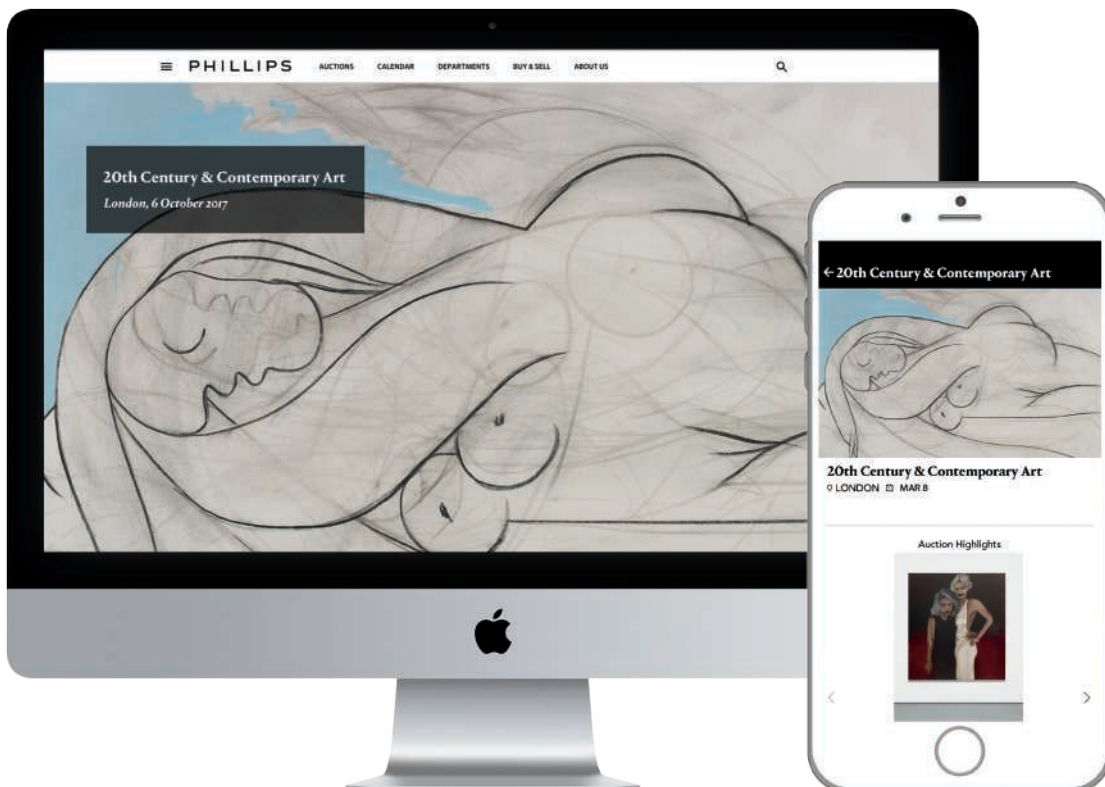 PHILLIPS AUCTIONS CALENDAR DEPARTMENTS BUY & SELL ABOUT US
20th Century & Contemporary Art
London, 6 October 2017
20th Century & Contemporary Art
20th Century & Contemporary Art
LONDON MAR 8
Auction Highlights